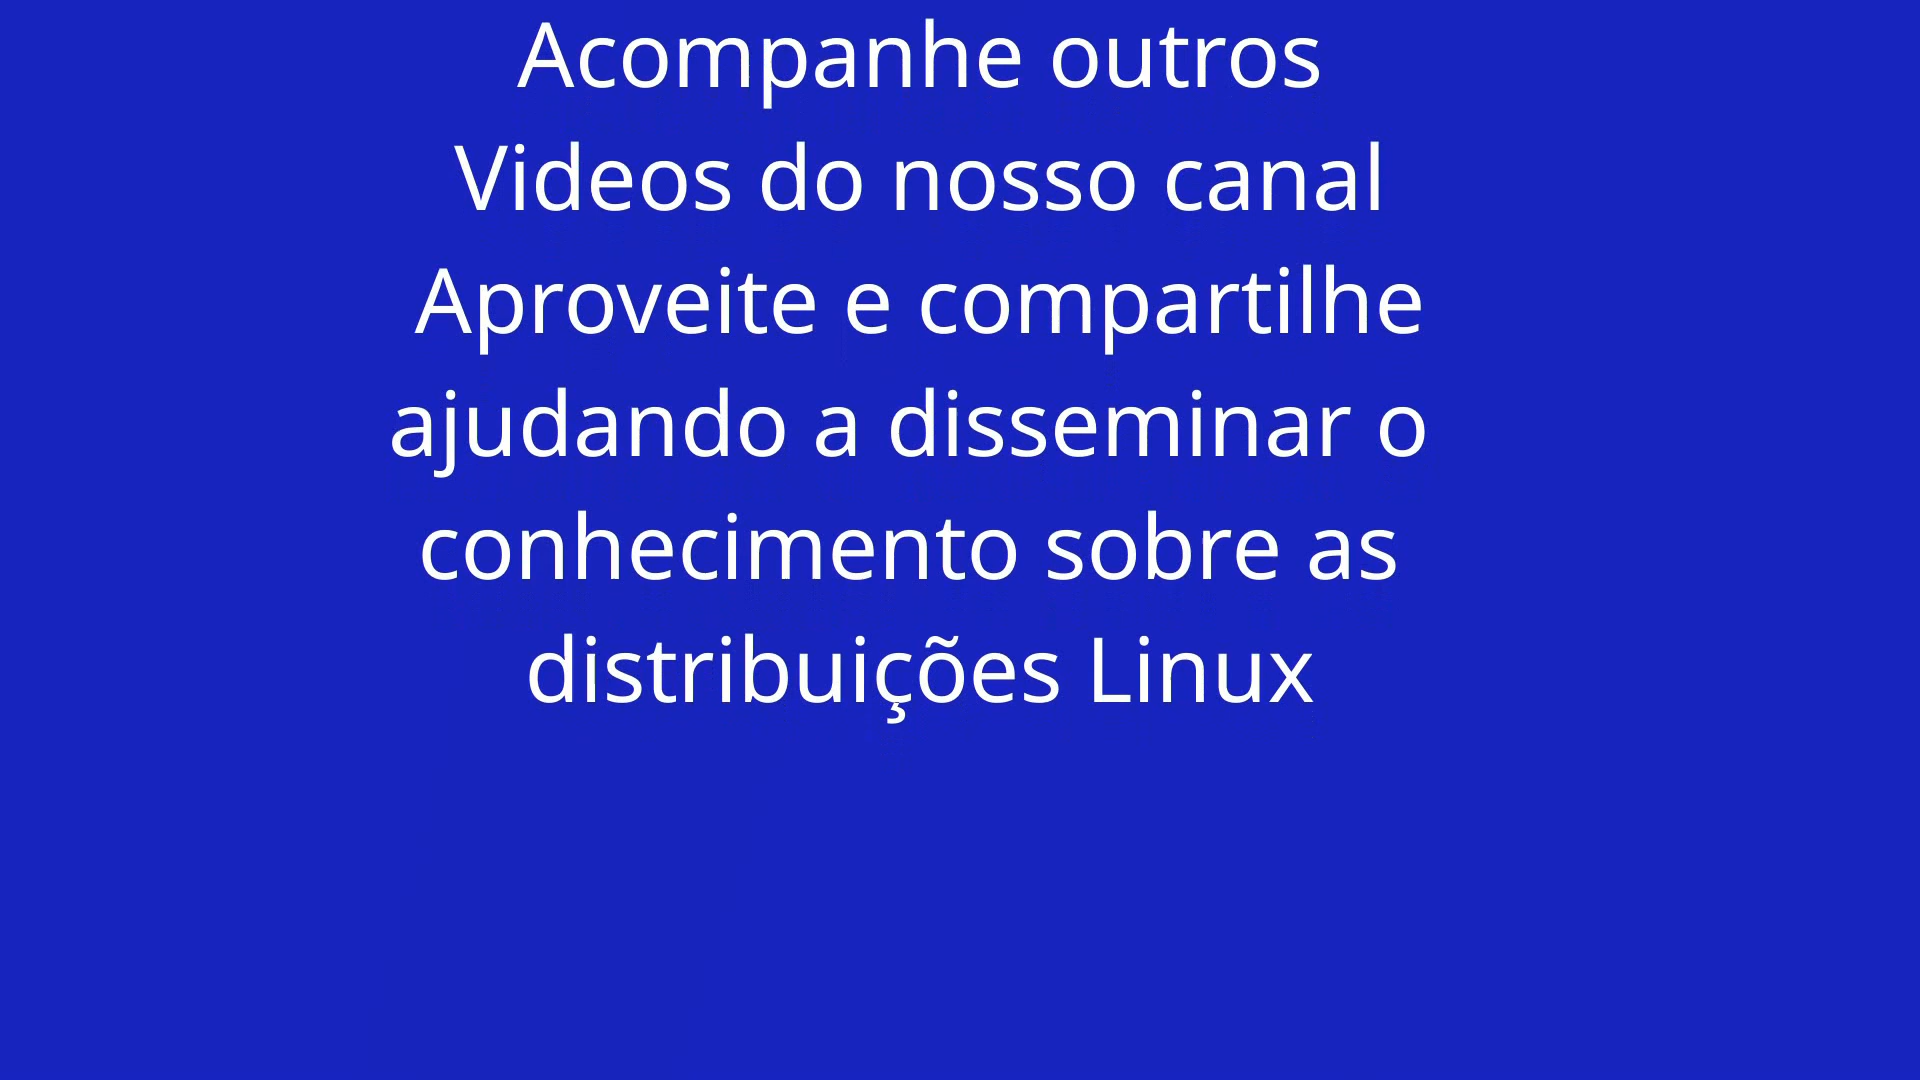 Acompanhe outros
Videos do nosso canal
Aproveite e compartilhe
ajudando a disseminar o
conhecimento sobre as
distribuições Linux